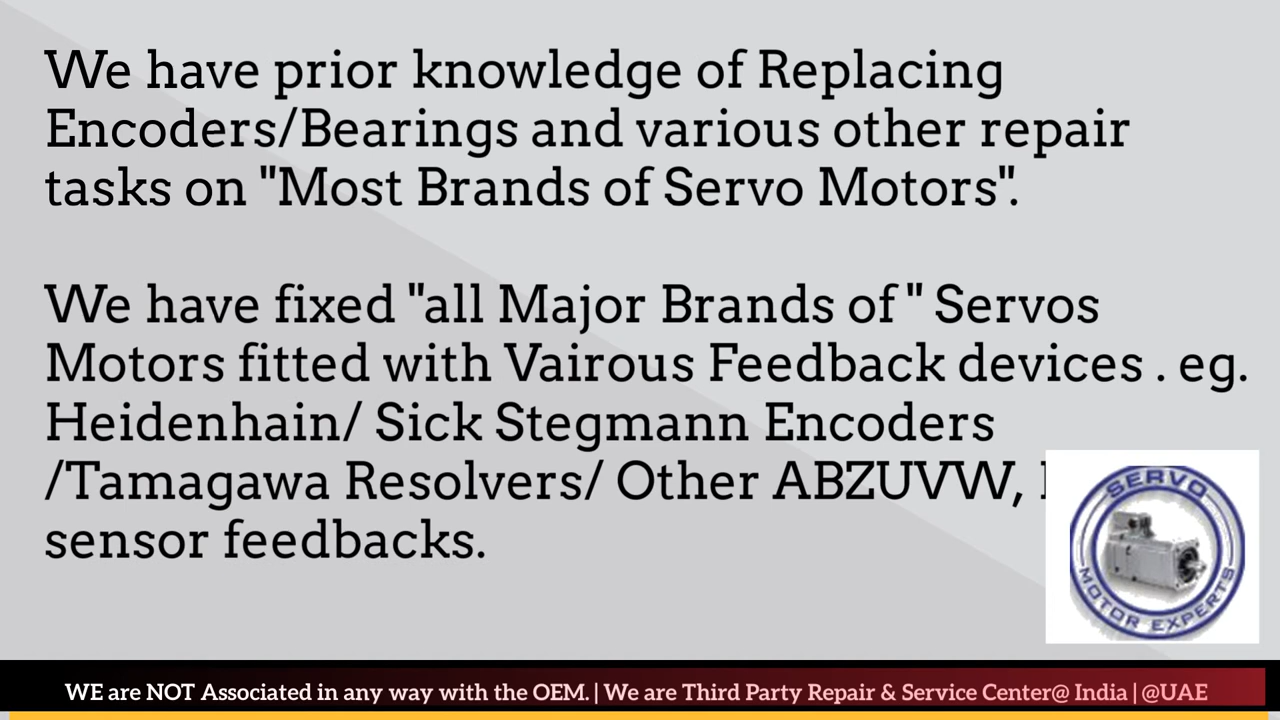 We have prior knowledge of Replacing
Encoders/Bearings and various other repair
tasks on "Most Brands of Servo Motors".
We have fixed "all Major Brands of " Servos
Motors fitted with Vairous Feedback devices . eg.
Heidenhain/ Sick Stegmann Encoders
/Tamagawa Resolvers/ Other ABZUVW,
sensor feedbacks.
SERVO
MOTOR EXPERTS
WE are NOT Associated in any way with the OEM. | We are Third Party Repair & Service Center@ India | @UAE